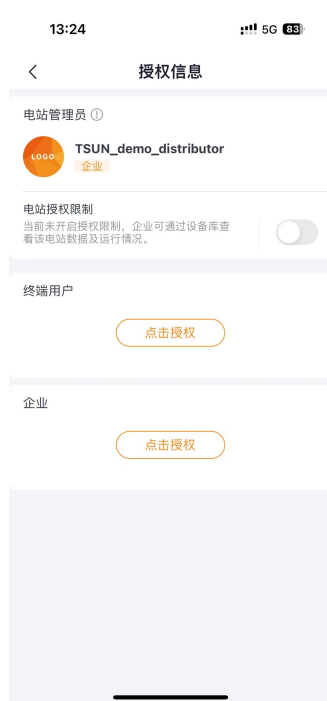 13:24
5G 83
授权信息
电站管理员
LOGO
TSUN_demo_distributor
企业
电站授权限制
当前未开启授权限制，企业可通过设备库查
看该电站数据及运行情况。
终端用户
点击授权
企业
点击授权